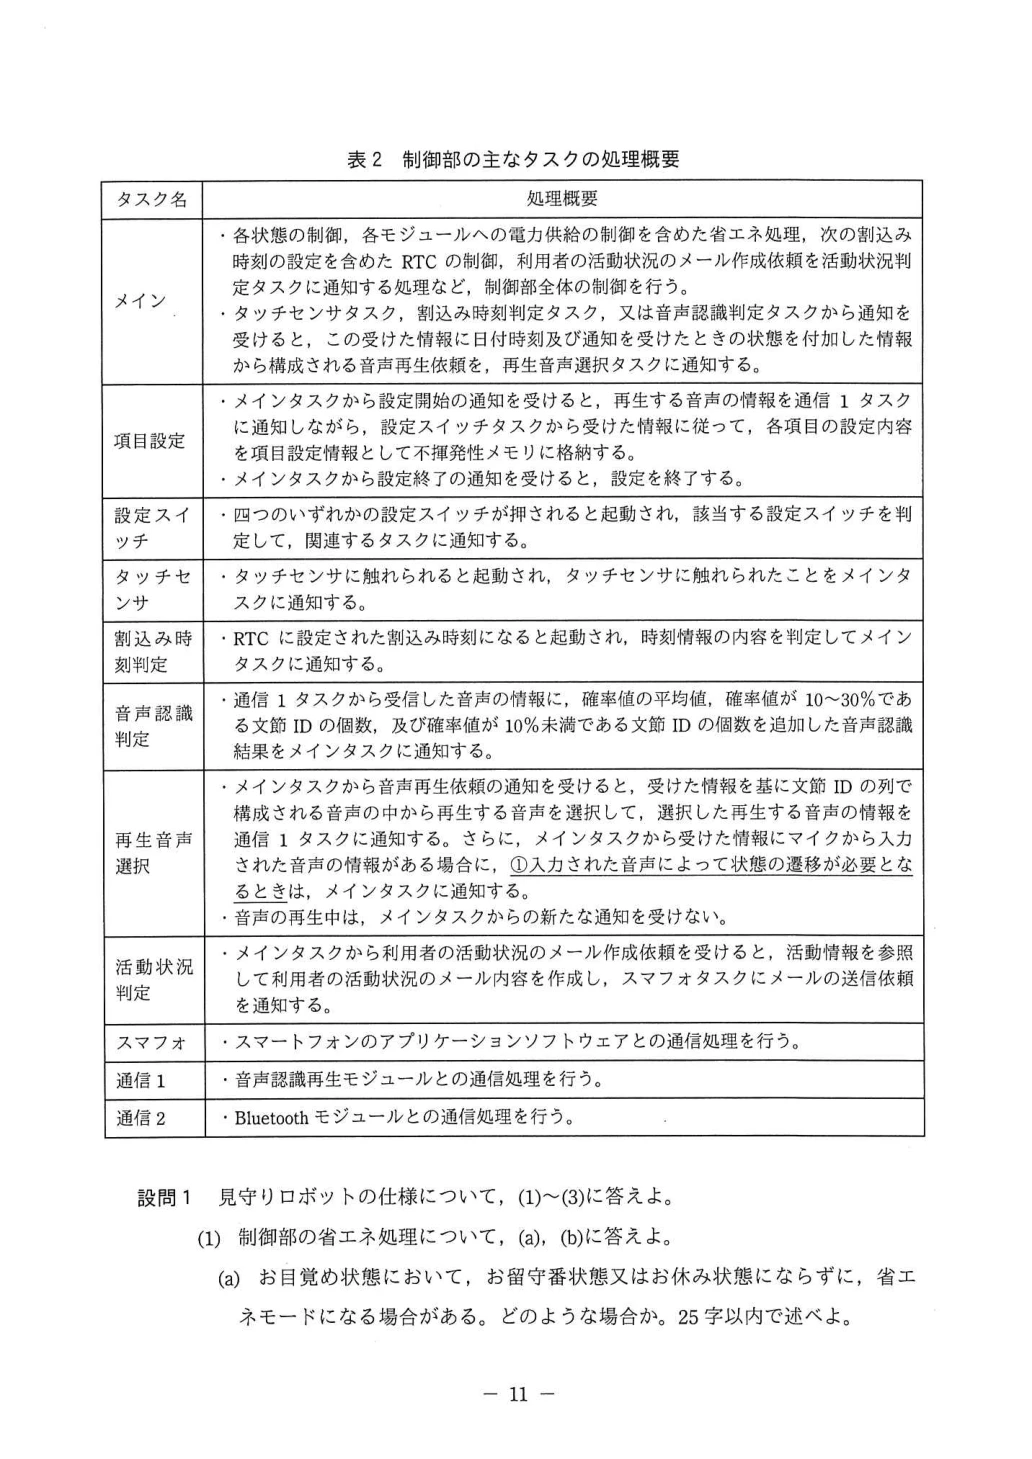 表2 制御部の主なタスクの処理概要
タスク名
処理概要
メイン
・各状態の制御，各モジュールへの電力供給の制御を含めた省エネ処理，次の割込み
時刻の設定を含めた RTC の制御，利用者の活動状況のメール作成依頼を活動状況判
定タスクに通知する処理など，制御部全体の制御を行う。
・タッチセンサタスク，割込み時刻判定タスク，又は音声認識判定タスクから通知を
受けると，この受けた情報に日付時刻及び通知を受けたときの状態を付加した情報
から構成される音声再生依頼を，再生音声選択タスクに通知する。
項目設定
・メインタスクから設定開始の通知を受けると，再生する音声の情報を通信 1 タスク
に通知しながら，設定スイッチタスクから受けた情報に従って，各項目の設定内容
を項目設定情報として不揮発性メモリに格納する。
・メインタスクから設定終了の通知を受けると，設定を終了する。
設定スイ
ッチ
・四つのいずれかの設定スイッチが押されると起動され，該当する設定スイッチを判
定して，関連するタスクに通知する。
タッチセ
ンサ
・タッチセンサに触れられると起動され，タッチセンサに触れられたことをメインタ
スクに通知する。
割込み時
刻判定
・RTC に設定された割込み時刻になると起動され，時刻情報の内容を判定してメイン
タスクに通知する。
音声認識
判定
・通信 1 タスクから受信した音声の情報に，確率値の平均値，確率値が 10～30%であ
る文節 ID の個数，及び確率値が 10%未満である文節 ID の個数を追加した音声認識
結果をメインタスクに通知する。
再生音声
選択
・メインタスクから音声再生依頼の通知を受けると，受けた情報を基に文節 ID の列で
構成される音声の中から再生する音声を選択して，選択した再生する音声の情報を
通信 1 タスクに通知する。さらに，メインタスクから受けた情報にマイクから入力
された音声の情報がある場合に，①入力された音声によって状態の遷移が必要とな
るときは，メインタスクに通知する。
・音声の再生中は，メインタスクからの新たな通知を受けない。
活動状況
判定
・メインタスクから利用者の活動状況のメール作成依頼を受けると，活動情報を参照
して利用者の活動状況のメール内容を作成し，スマフォタスクにメールの送信依頼
を通知する。
スマフォ
・スマートフォンのアプリケーションソフトウェアとの通信処理を行う。
通信 1
・音声認識再生モジュールとの通信処理を行う。
通信 2
・Bluetooth モジュールとの通信処理を行う。
設問1 見守りロボットの仕様について，(1)～(3)に答えよ。
(1) 制御部の省エネ処理について，(a)，(b)に答えよ。
(a) お目覚め状態において，お留守番状態又はお休み状態にならずに，省エ
ネモードになる場合がある。どのような場合か。25 字以内で述べよ。
－ 11 －